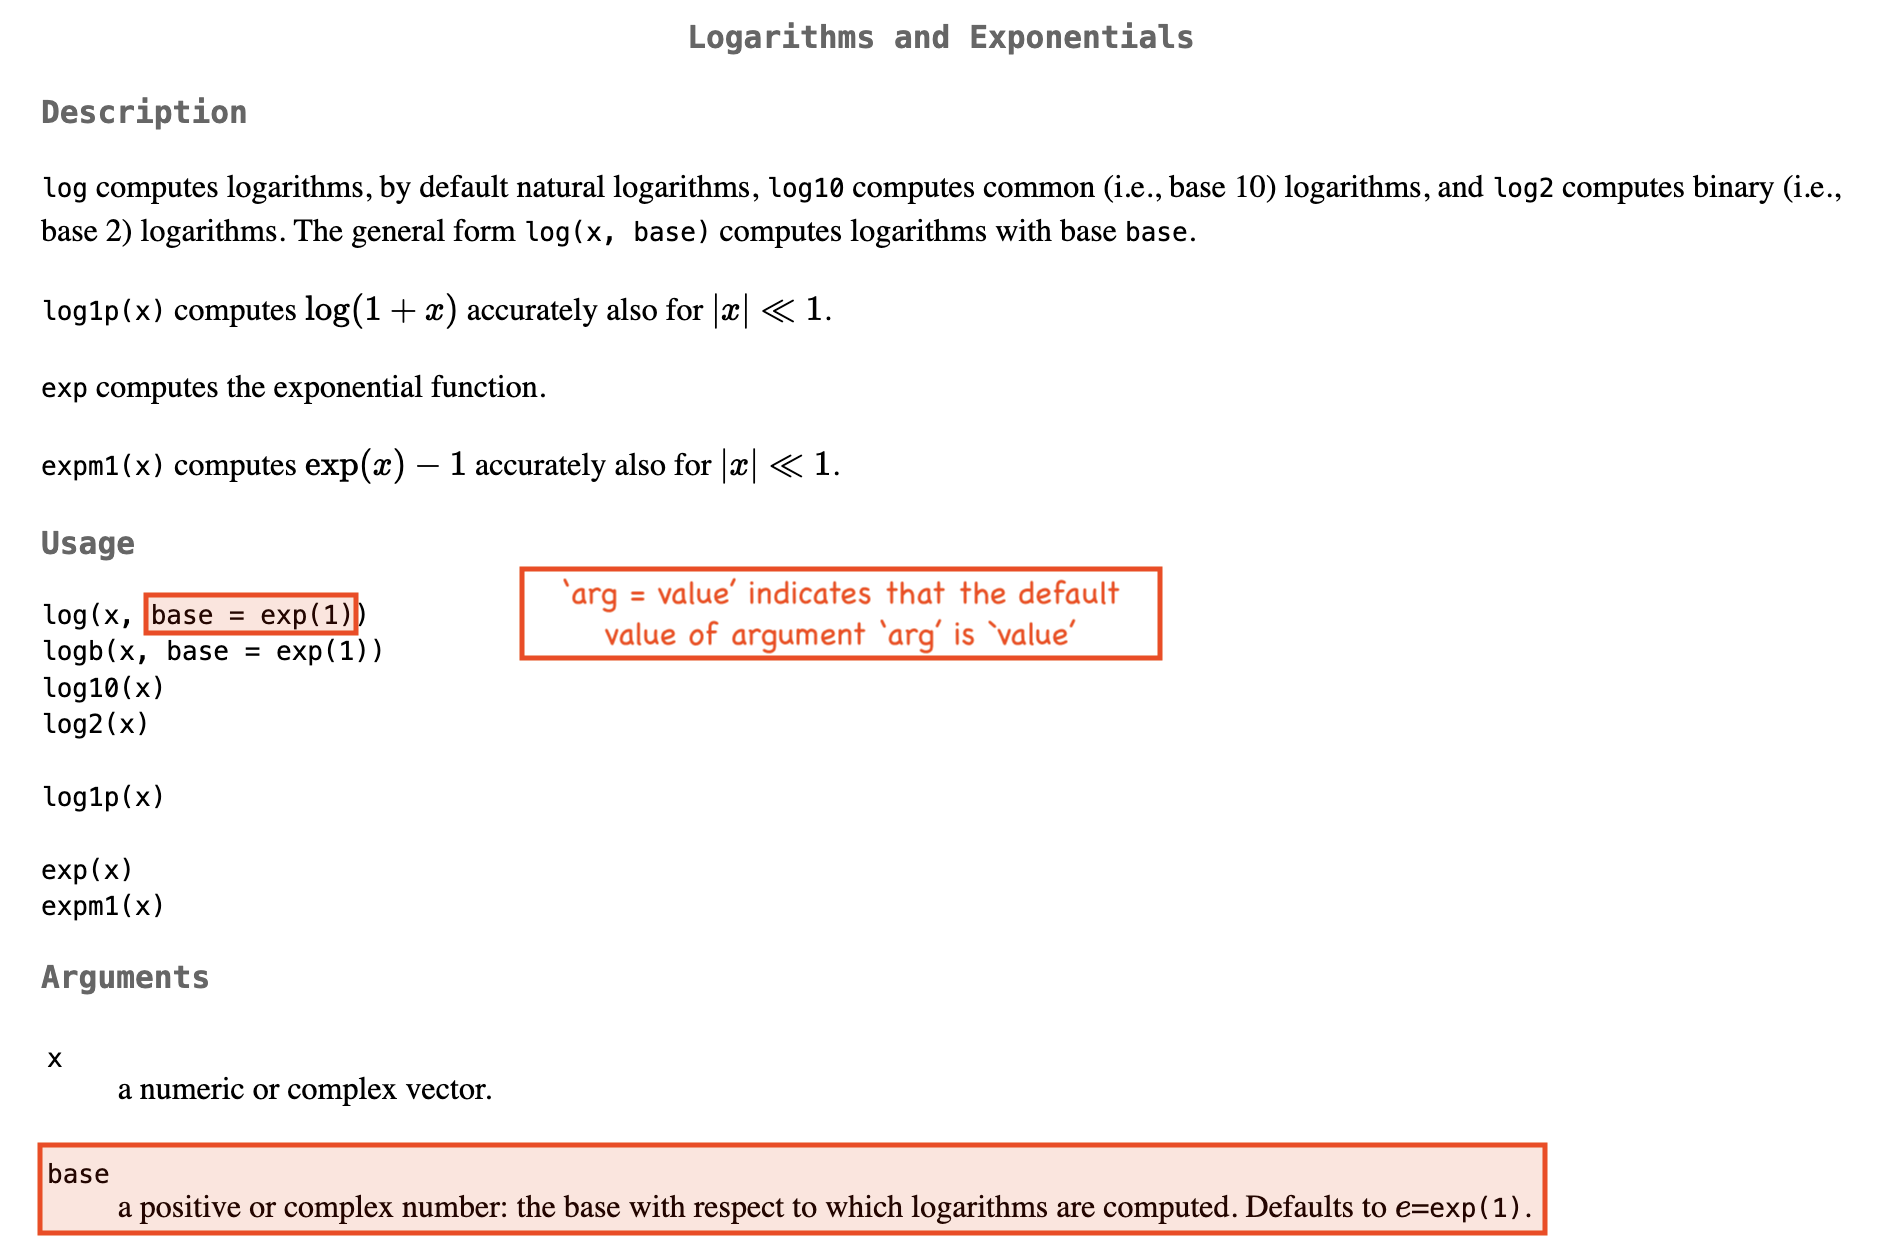 Logarithms and Exponentials
Description
log computes logarithms, by default natural logarithms, log10 computes common (i.e., base 10) logarithms, and log2 computes binary (i.e.,
base 2) logarithms. The general form log(x, base) computes logarithms with base base.
log1p(x) computes log(1 + x) accurately also for |x| ≪ 1.
exp computes the exponential function.
expm1(x) computes exp(x) − 1 accurately also for |x| ≪ 1.
Usage
log(x, base = exp(1))
‵arg = value′ indicates that the default
value of argument ‵arg′ is ‵value′
logb(x, base = exp(1))
log10(x)
log2(x)
log1p(x)
exp(x)
expm1(x)
Arguments
x
a numeric or complex vector.
base
a positive or complex number: the base with respect to which logarithms are computed. Defaults to e=exp(1).